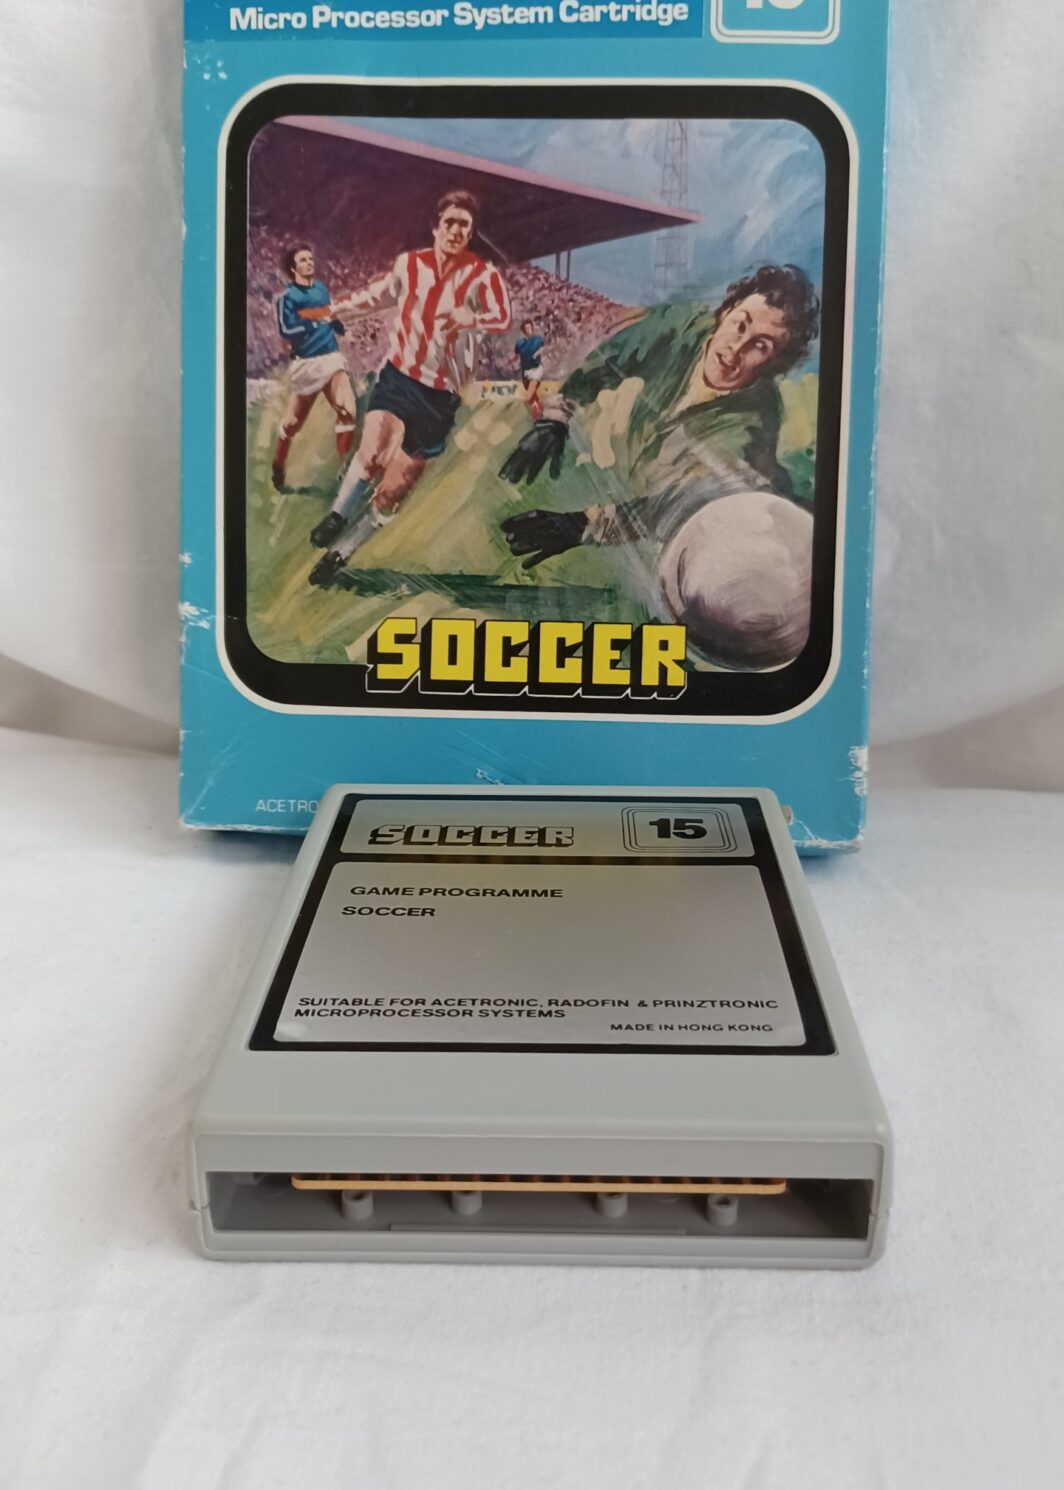 Micro Processor System Cartridge
SOCCER
ACETRO
SOCCER
15
GAME PROGRAMME
SOCCER
SUITABLE FOR ACETRONIC, RADOFIN & PRINZTRONIC
MICROPROCESSOR SYSTEMS
MADE IN HONG KONG